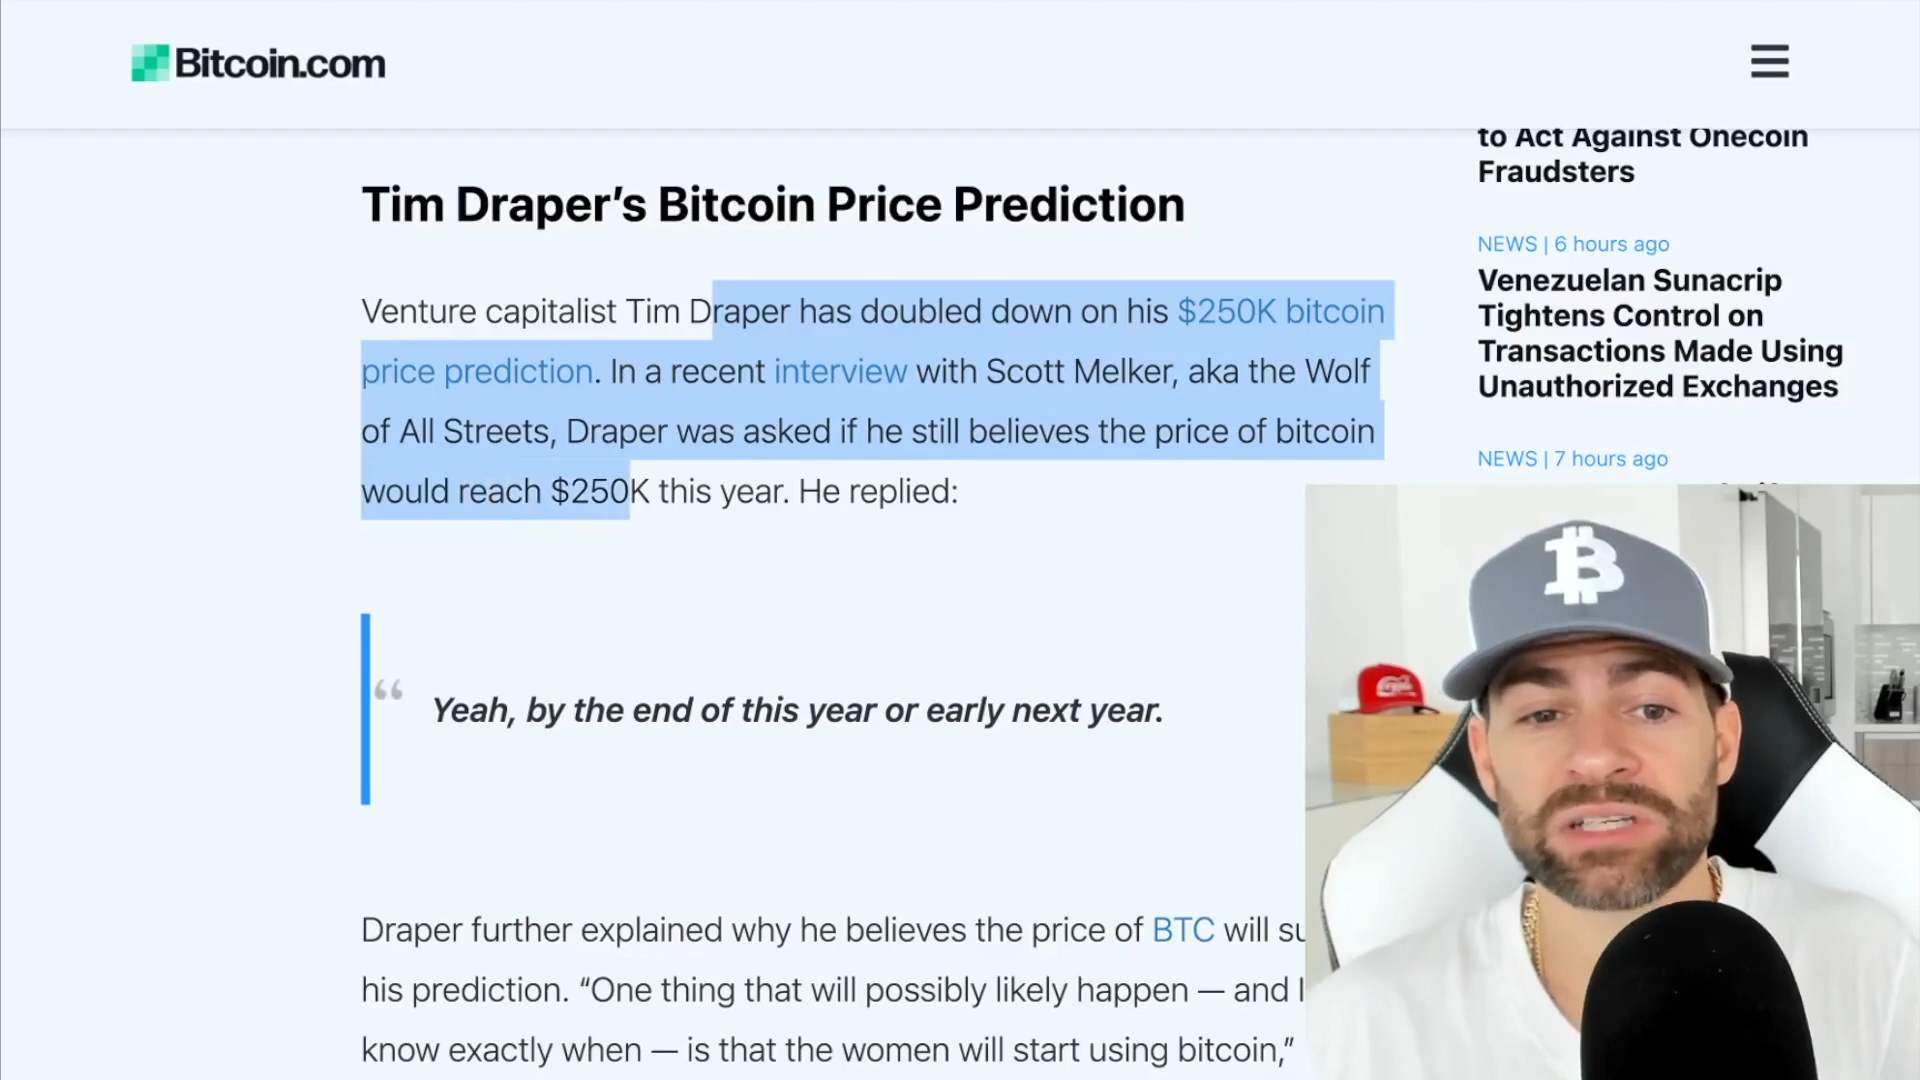 Bitcoin.com
to Act Against Onecoin
Fraudsters
Tim Draper’s Bitcoin Price Prediction
NEWS | 6 hours ago
Venezuelan Sunacrip
Tightens Control on
Transactions Made Using
Unauthorized Exchanges
Venture capitalist Tim Draper has doubled down on his $250K bitcoin
price prediction. In a recent interview with Scott Melker, aka the Wolf
of All Streets, Draper was asked if he still believes the price of bitcoin
would reach $250K this year. He replied:
NEWS | 7 hours ago
“ Yeah, by the end of this year or early next year.
Draper further explained why he believes the price of BTC will su
his prediction. “One thing that will possibly likely happen — and I
know exactly when — is that the women will start using bitcoin,”